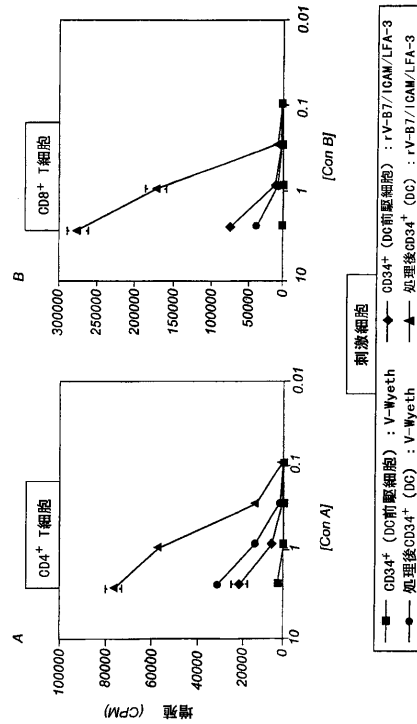 A
CD4⁺ T細胞
100000
80000
60000
40000
20000
0
増殖
(CPM)
10
1
0.1
0.01
[Con A]
B
CD8⁺ T細胞
300000
250000
200000
150000
100000
50000
0
10
1
0.1
0.01
[Con B]
刺激細胞
CD34⁺ (DC前駆細胞) : V-Wyeth
CD34⁺ (DC前駆細胞) : rV-B7/ICAM/LFA-3
処理後CD34⁺ (DC) : V-Wyeth
処理後CD34⁺ (DC) : rV-B7/ICAM/LFA-3